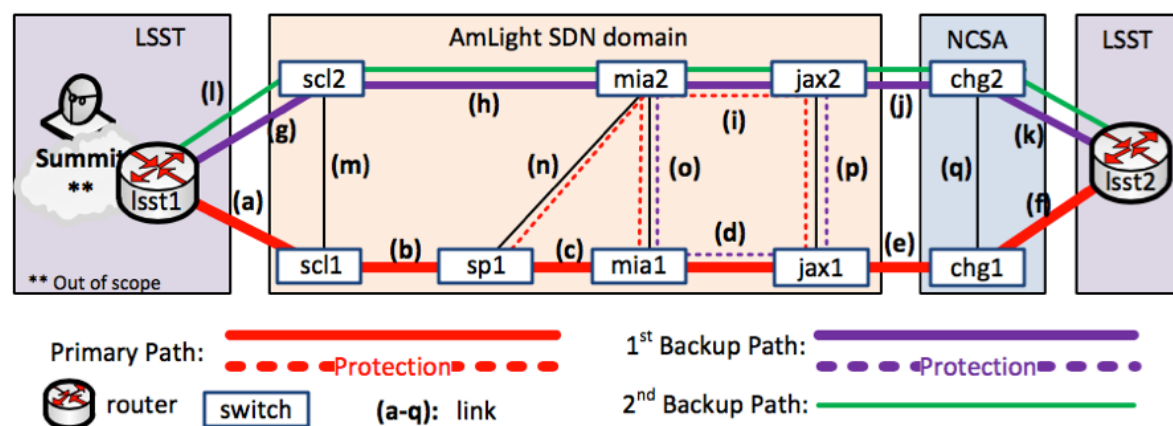 LSST
AmLight SDN domain
NCSA
LSST
scl2
mia2
jax2
chg2
(l)
(g)
(h)
(i)
(j)
(k)
Summit
**
lsst1
(m)
(n)
(o)
(p)
(q)
lsst2
(a)
(b)
(c)
(d)
(e)
(f)
scl1
sp1
mia1
jax1
chg1
** Out of scope
Primary Path:
Protection
1st Backup Path:
Protection
router
switch
(a-q): link
2nd Backup Path: